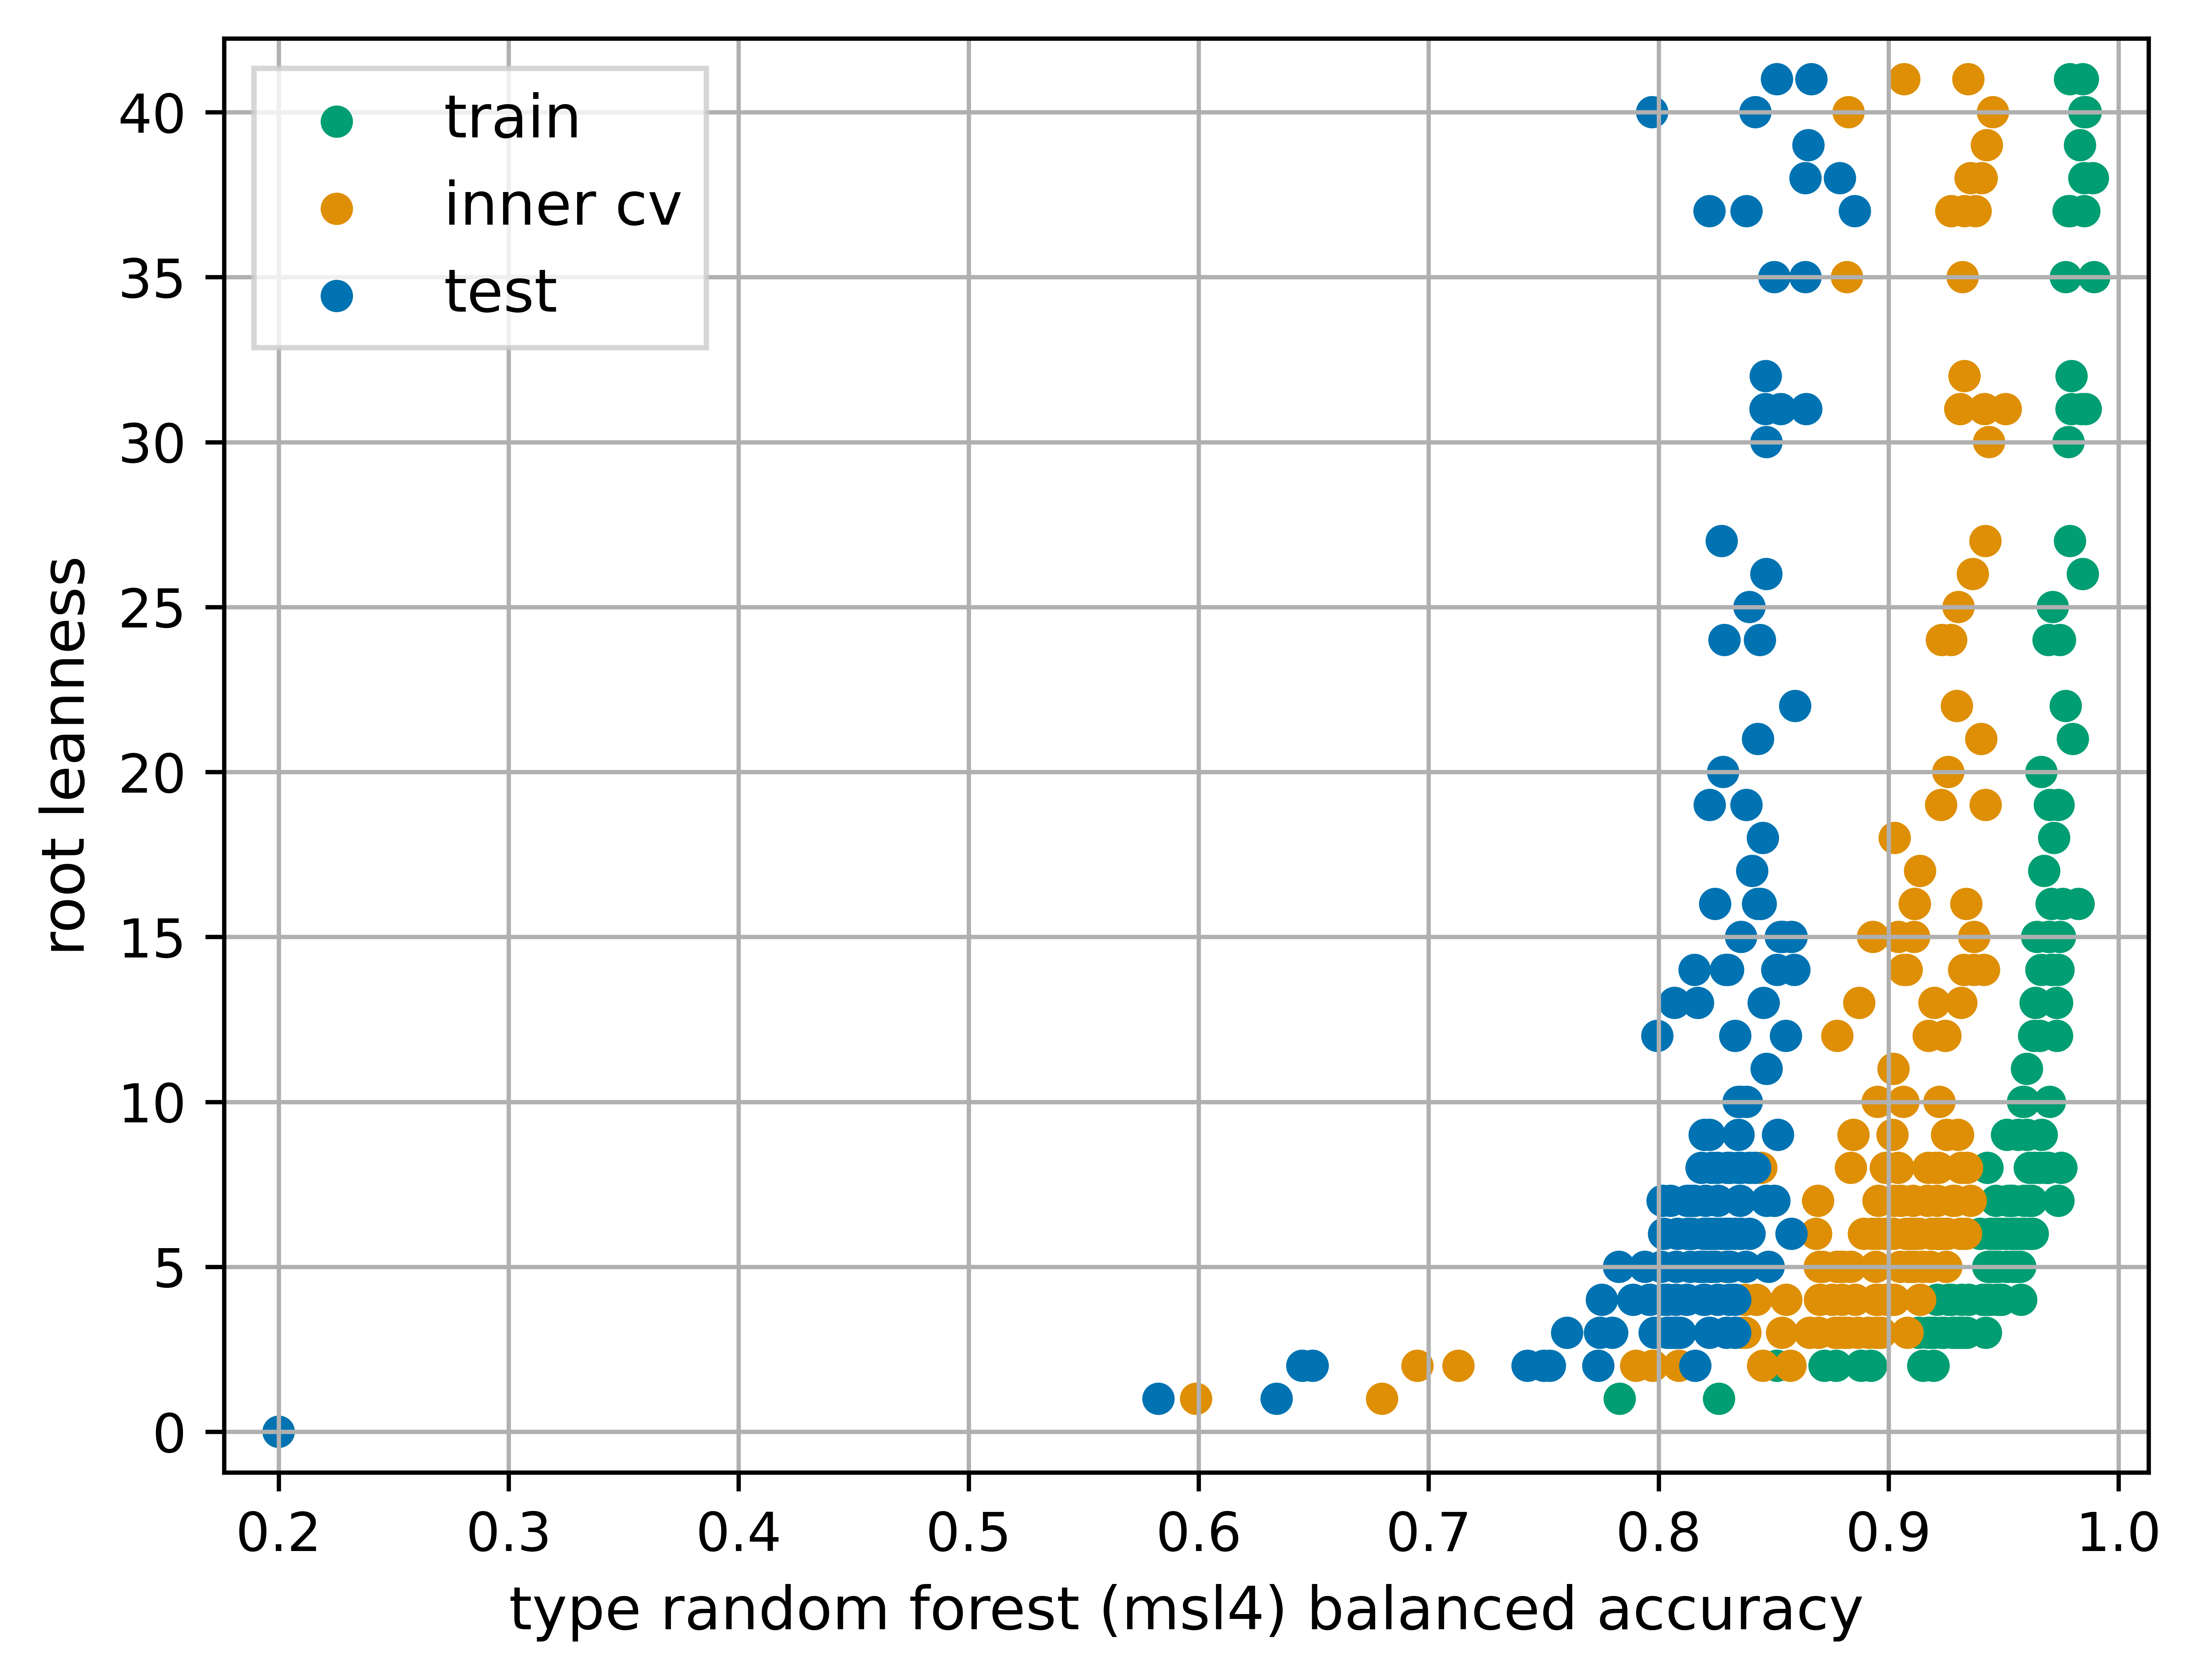 train
inner cv
test
40
35
30
25
20
15
10
5
0
root leanness
0.2 0.3 0.4 0.5 0.6 0.7 0.8 0.9 1.0
type random forest (msl4) balanced accuracy